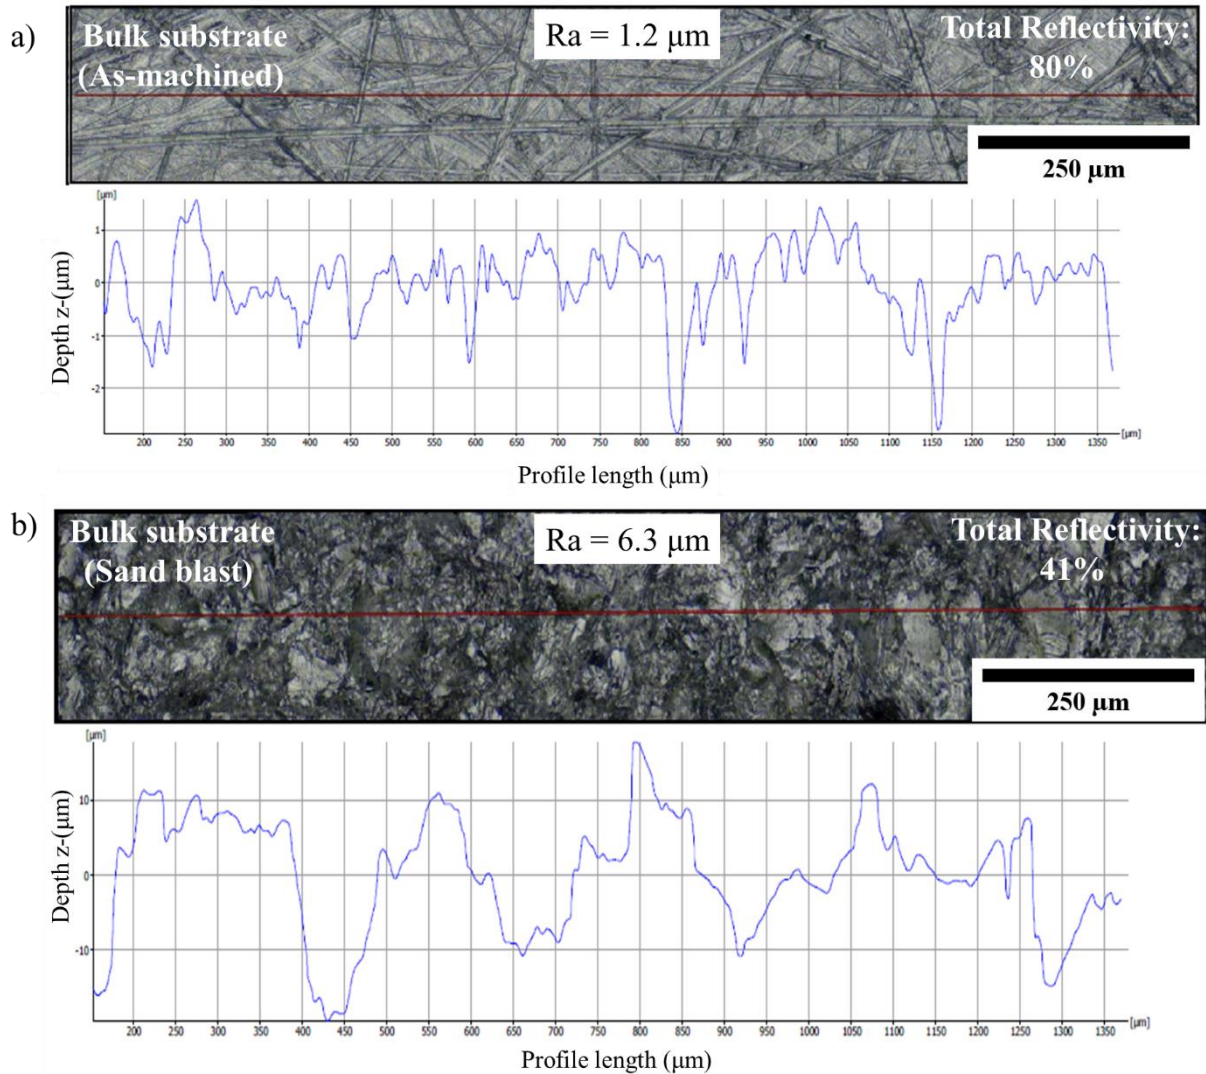 a)
Bulk substrate
(As-machined)
Ra = 1.2 μm
Total Reflectivity:
80%
250 μm
[μm]
1
0
-1
-2
Depth z-(μm)
200 250 300 350 400 450 500 550 600 650 700 750 800 850 900 950 1000 1050 1100 1150 1200 1250 1300 1350 [μm]
Profile length (μm)
b)
Bulk substrate
(Sand blast)
Ra = 6.3 μm
Total Reflectivity:
41%
250 μm
[μm]
10
0
-10
Depth z-(μm)
200 250 300 350 400 450 500 550 600 650 700 750 800 850 900 950 1000 1050 1100 1150 1200 1250 1300 1350 [μm]
Profile length (μm)